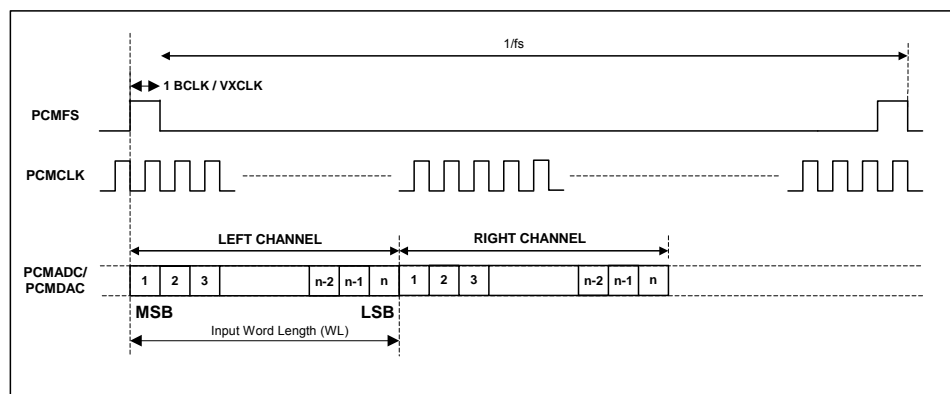 1/fs
1 BCLK / VXCLK
PCMFS
PCMCLK
LEFT CHANNEL RIGHT CHANNEL
PCMADC/
PCMDAC
1 2 3 n-2 n-1 n 1 2 3 n-2 n-1 n
MSB LSB
Input Word Length (WL)